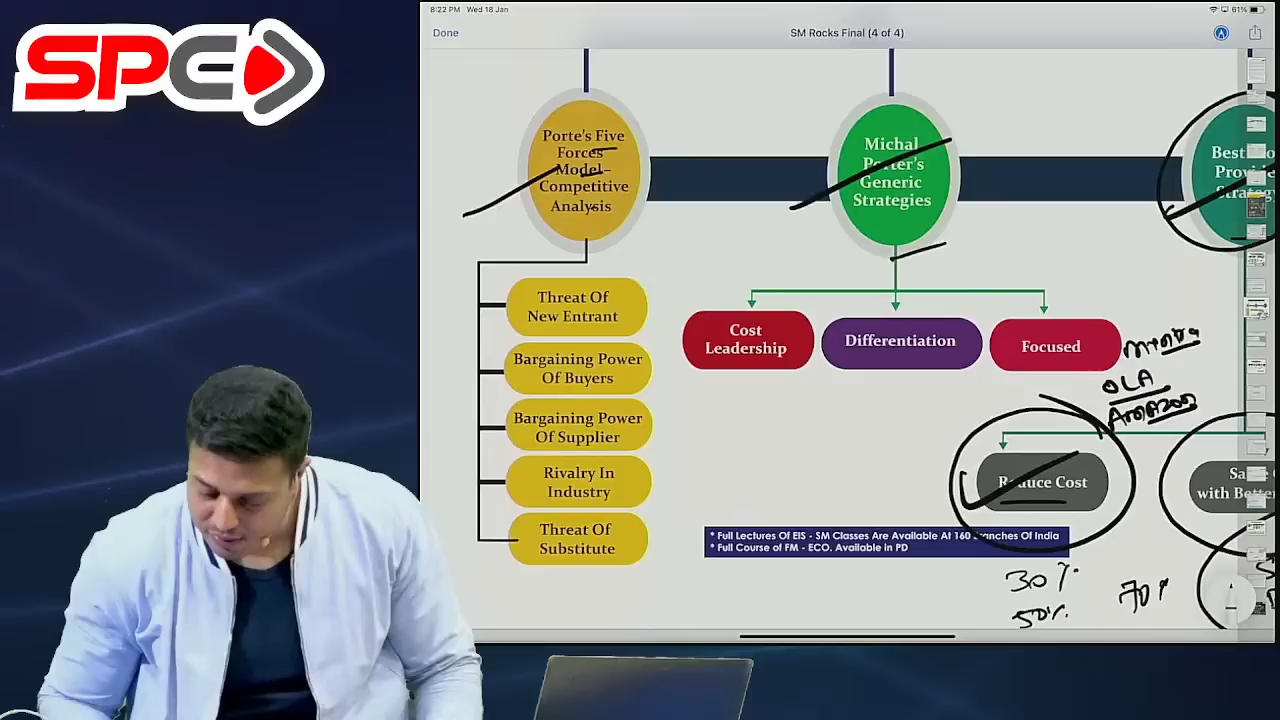 8:22 PM Wed 18 Jan
61%
Done
SM Rocks Final (4 of 4)
SPC
Porte's Five
Forces
Model–
Competitive
Analysis
Michal
Porter's
Generic
Strategies
Threat Of
New Entrant
Bargaining Power
Of Buyers
Bargaining Power
Of Supplier
Rivalry In
Industry
Threat Of
Substitute
Cost
Leadership
Differentiation
Focused
OLA
Amazon
Reduce Cost
with
* Full Lectures Of EIS - SM Classes Are Available At 160 Branches Of India
* Full Course of FM - ECO. Available in PD
30%
50%
70%